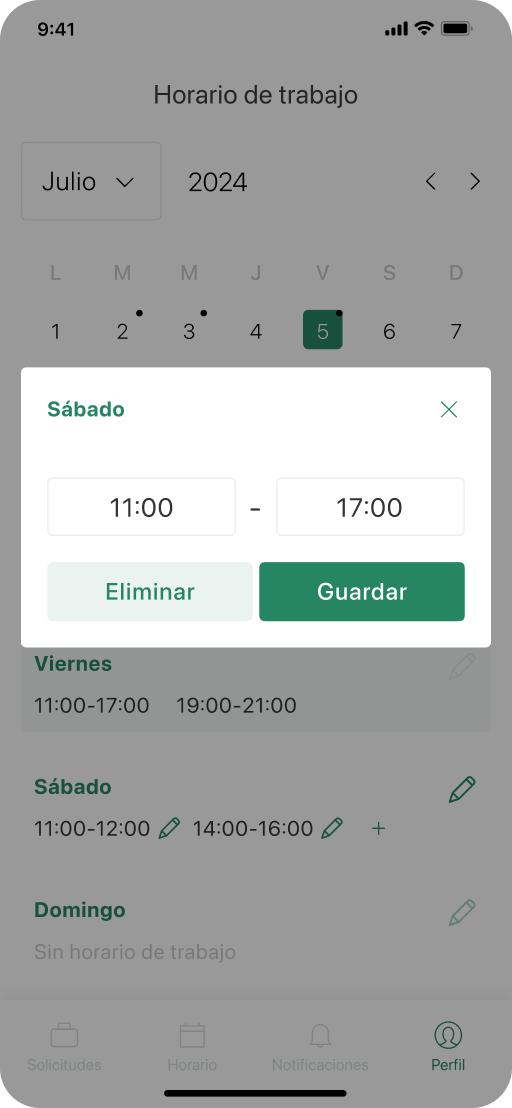 9:41
Horario de trabajo
Julio 2024
L M M J V S D
1 2 3 4 5 6 7
Sábado
11:00 - 17:00
Eliminar Guardar
Viernes
11:00-17:00 19:00-21:00
Sábado
11:00-12:00 14:00-16:00 +
Domingo
Sin horario de trabajo
Solicitudes Horario Notificaciones Perfil